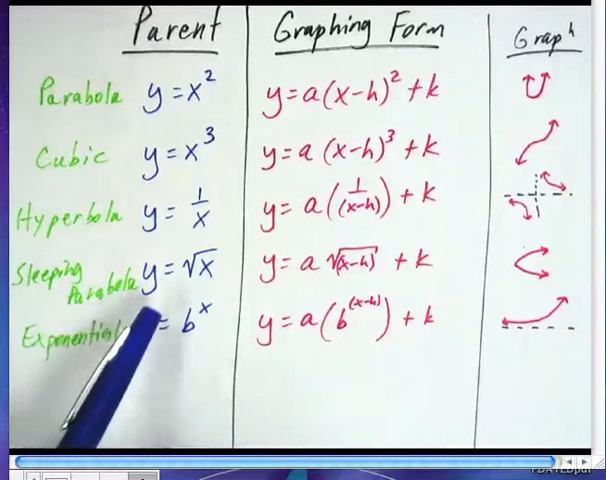 Parent Graphing Form Graph
Parabola y = x² y = a(x-h)² + k
Cubic y = x³ y = a (x-h)³ + k
Hyperbola y = 1/x y = a(1/(x-h)) + k
Sleeping Parabola y = √x y = a √(x-h) + k
Exponential = b^x y = a(b^(x-h)) + k